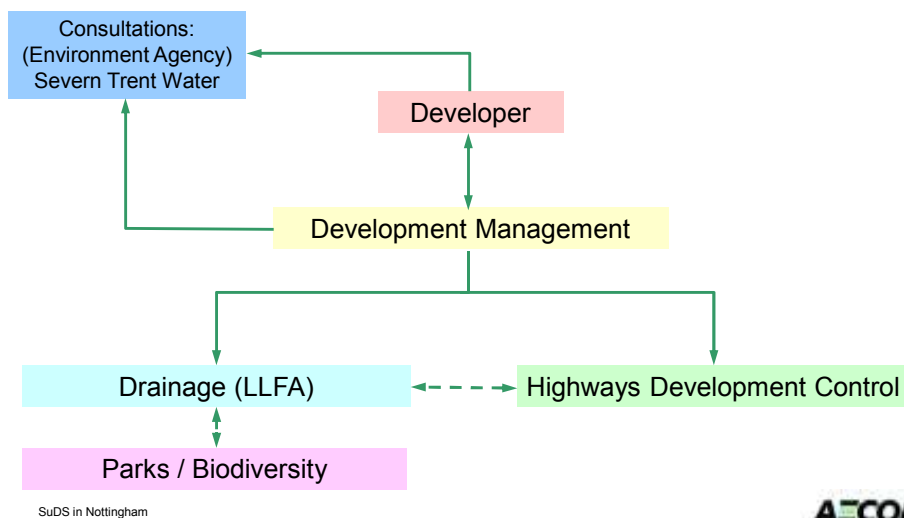 Consultations:
(Environment Agency)
Severn Trent Water
Developer
Development Management
Drainage (LLFA)
Highways Development Control
Parks / Biodiversity
SuDS in Nottingham